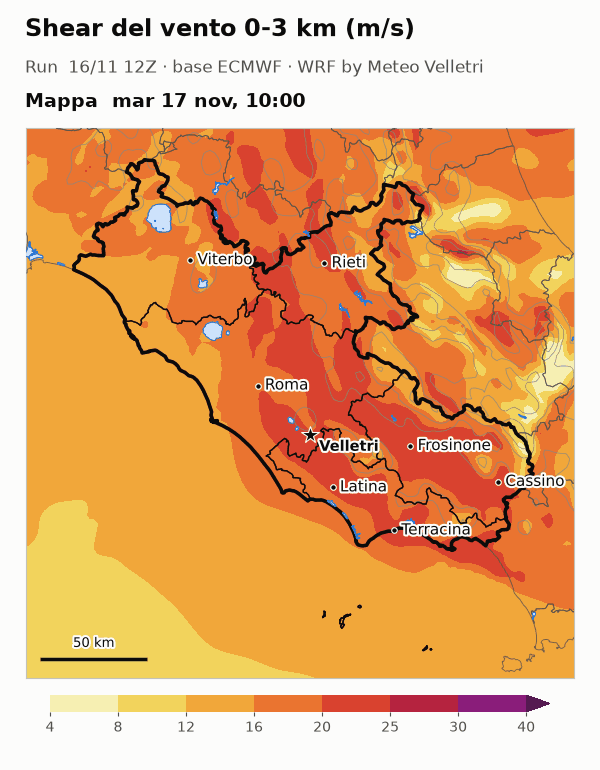 Shear del vento 0-3 km (m/s)
Run  16/11 12Z · base ECMWF · WRF by Meteo Velletri
Mappa  mar 17 nov, 10:00
Viterbo
Rieti
Roma
Velletri
Frosinone
Latina
Cassino
Terracina
50 km
4 8 12 16 20 25 30 40